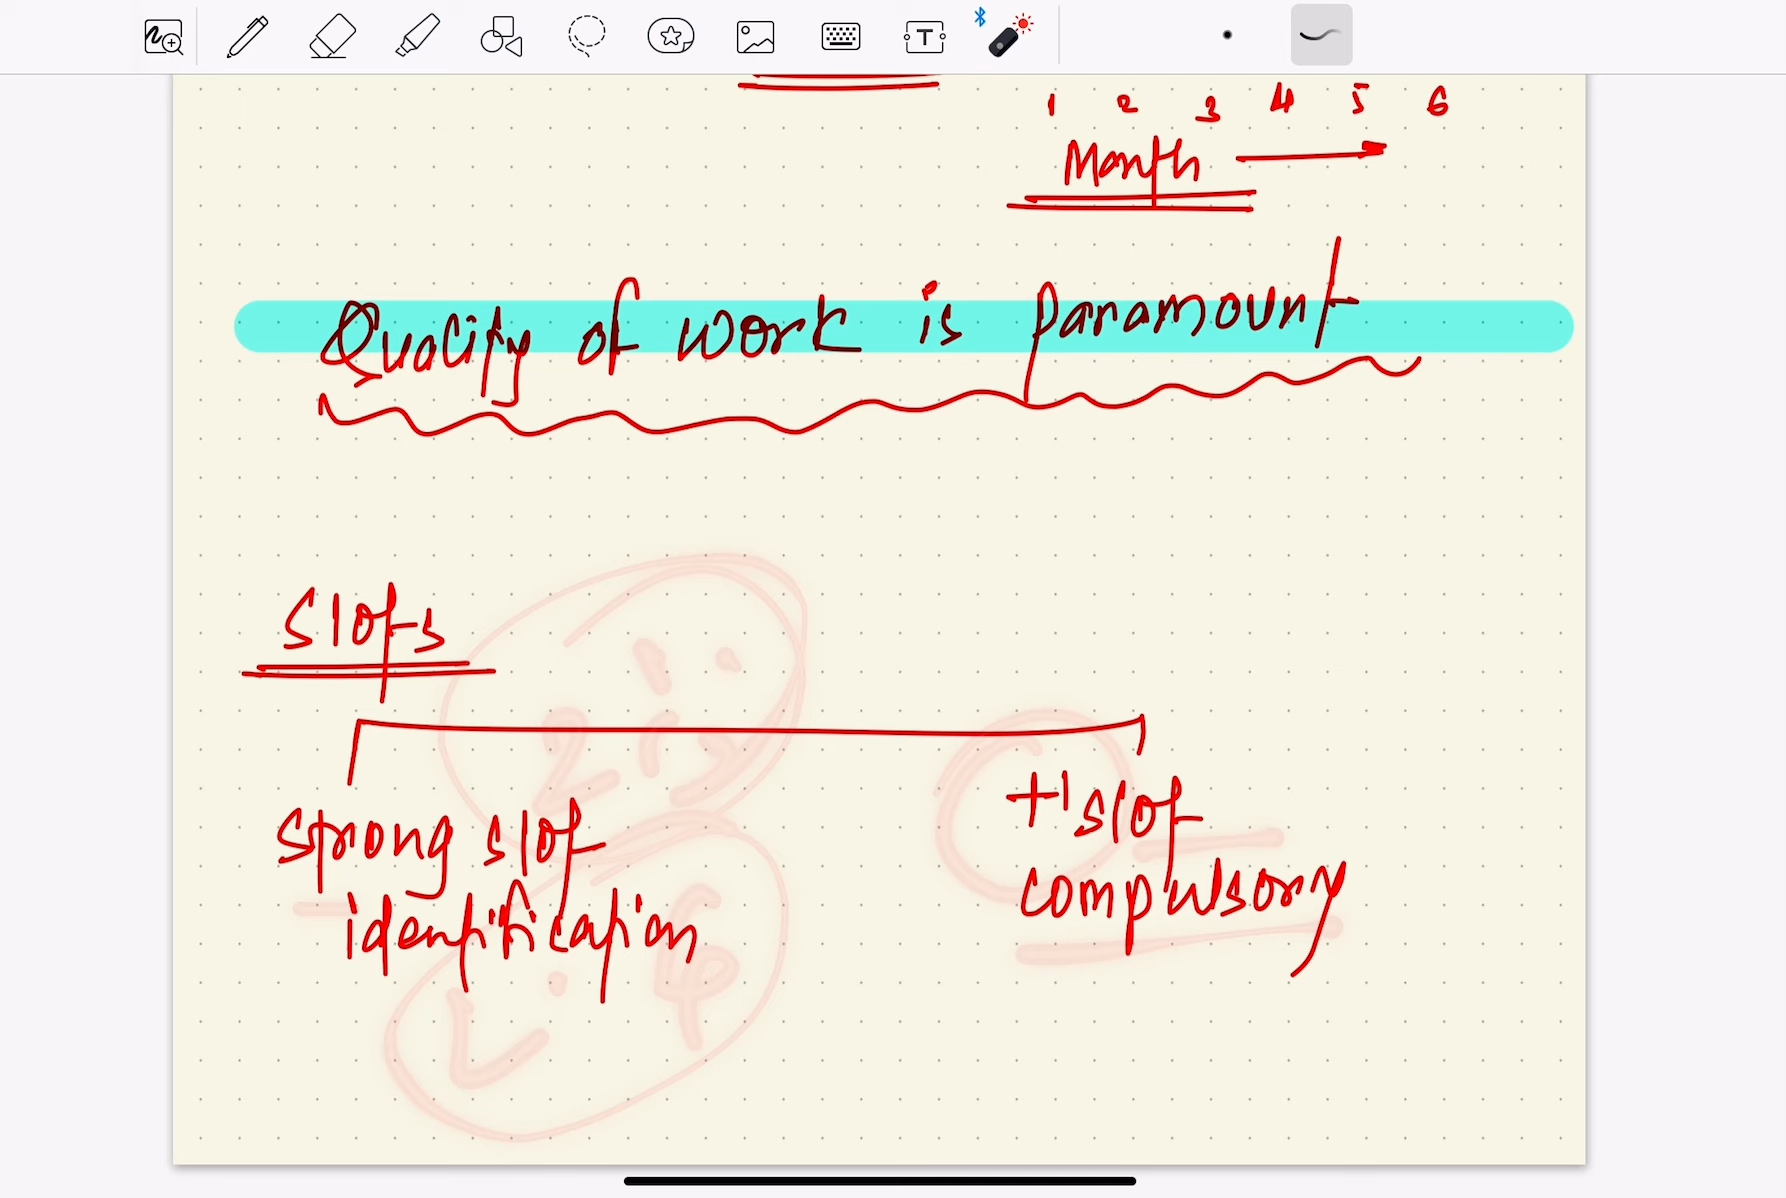 1 2 3 4 5 6
Month
Quality of work is paramount
Slots
strong slot
identification
+1 slot
compulsory